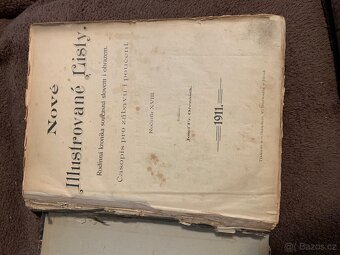 Nové
Illustrované Listy.
Rodinná kronika současná slovem i obrazem.
Časopis pro zábavu i poučení.
Ročník XVIII.
1911.
Bazos.cz